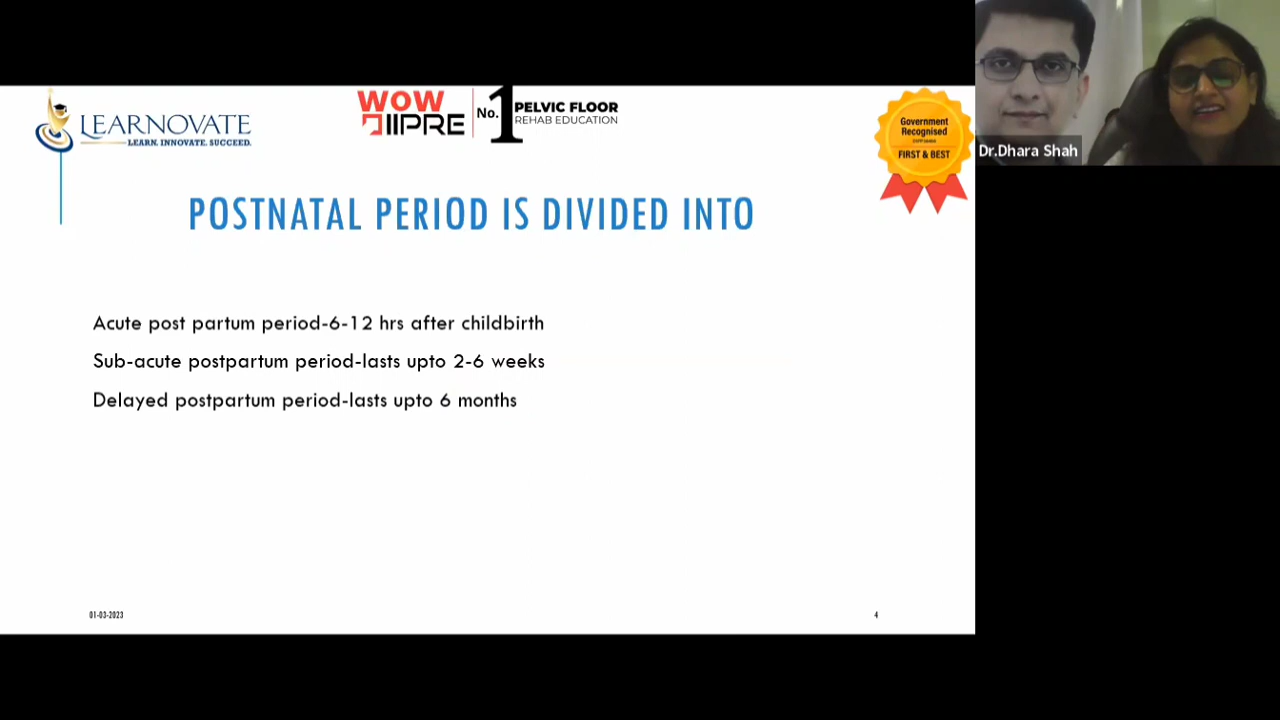 LEARNOVATE
LEARN. INNOVATE. SUCCEED.
WOW
IIPRE
No.1
PELVIC FLOOR
REHAB EDUCATION
Government
Recognised
FIRST & BEST
Dr.Dhara Shah
POSTNATAL PERIOD IS DIVIDED INTO
Acute post partum period-6-12 hrs after childbirth
Sub-acute postpartum period-lasts upto 2-6 weeks
Delayed postpartum period-lasts upto 6 months
01-03-2023
4